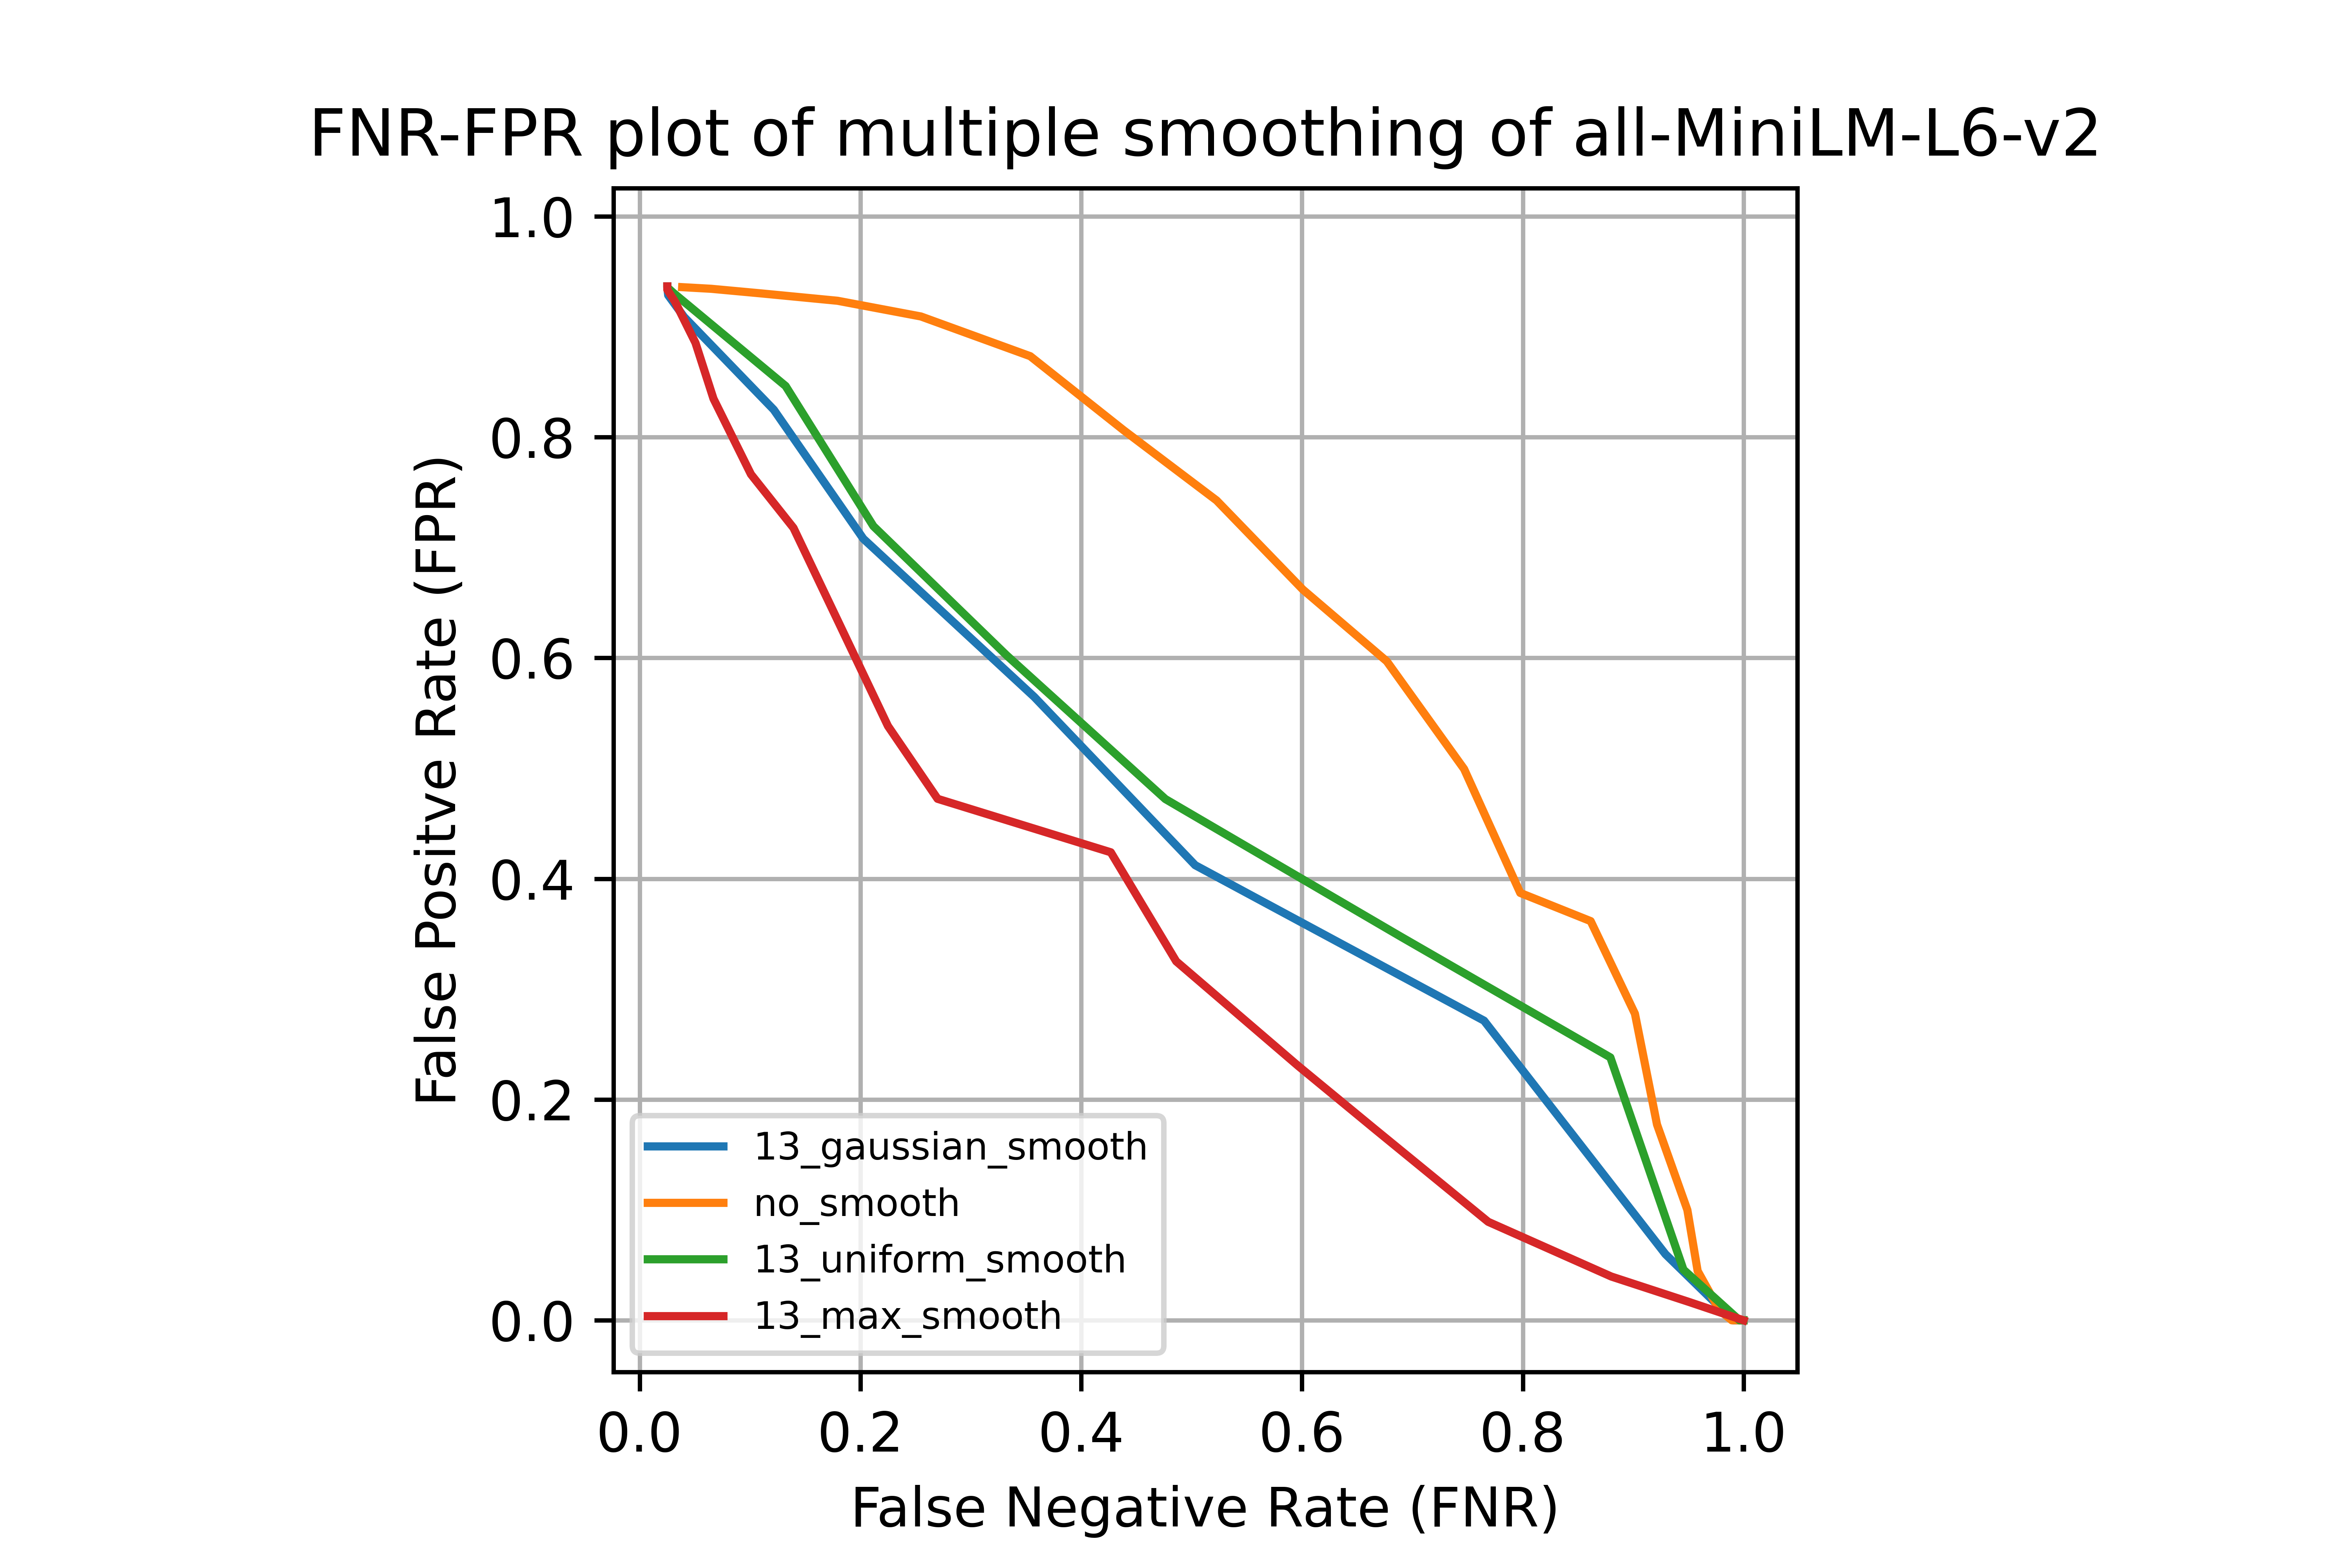 FNR-FPR plot of multiple smoothing of all-MiniLM-L6-v2
1.0
0.8
0.6
0.4
0.2
0.0
False Positve Rate (FPR)
13_gaussian_smooth
no_smooth
13_uniform_smooth
13_max_smooth
0.0 0.2 0.4 0.6 0.8 1.0
False Negative Rate (FNR)